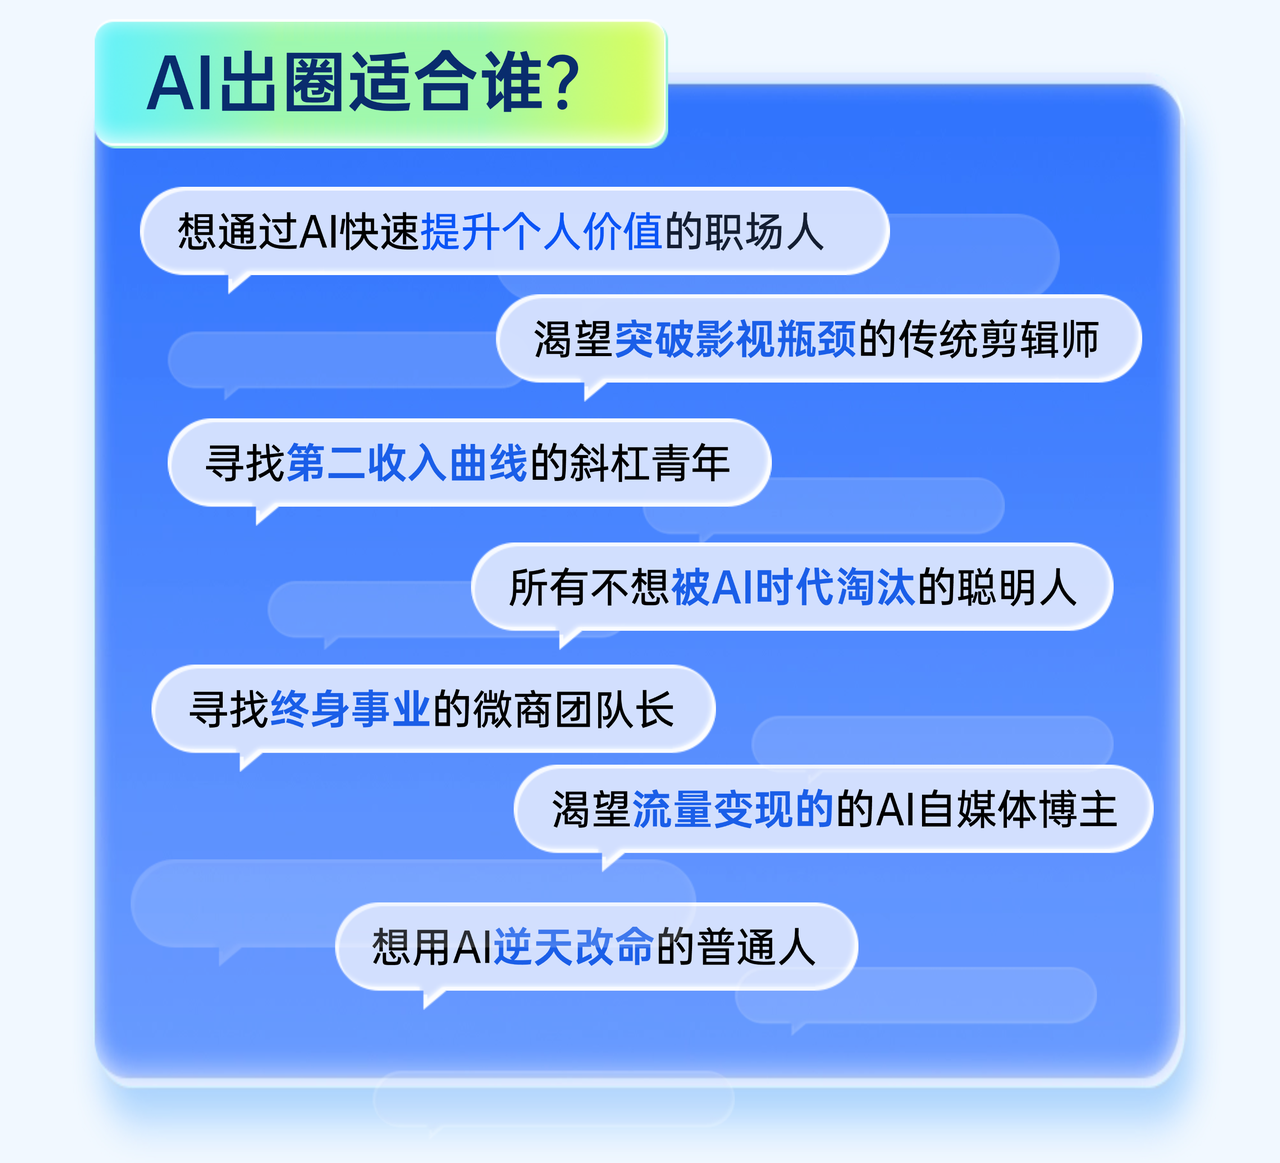 AI出圈适合谁？
想通过AI快速提升个人价值的职场人
渴望突破影视瓶颈的传统剪辑师
寻找第二收入曲线的斜杠青年
所有不想被AI时代淘汰的聪明人
寻找终身事业的微商团队长
渴望流量变现的的AI自媒体博主
想用AI逆天改命的普通人